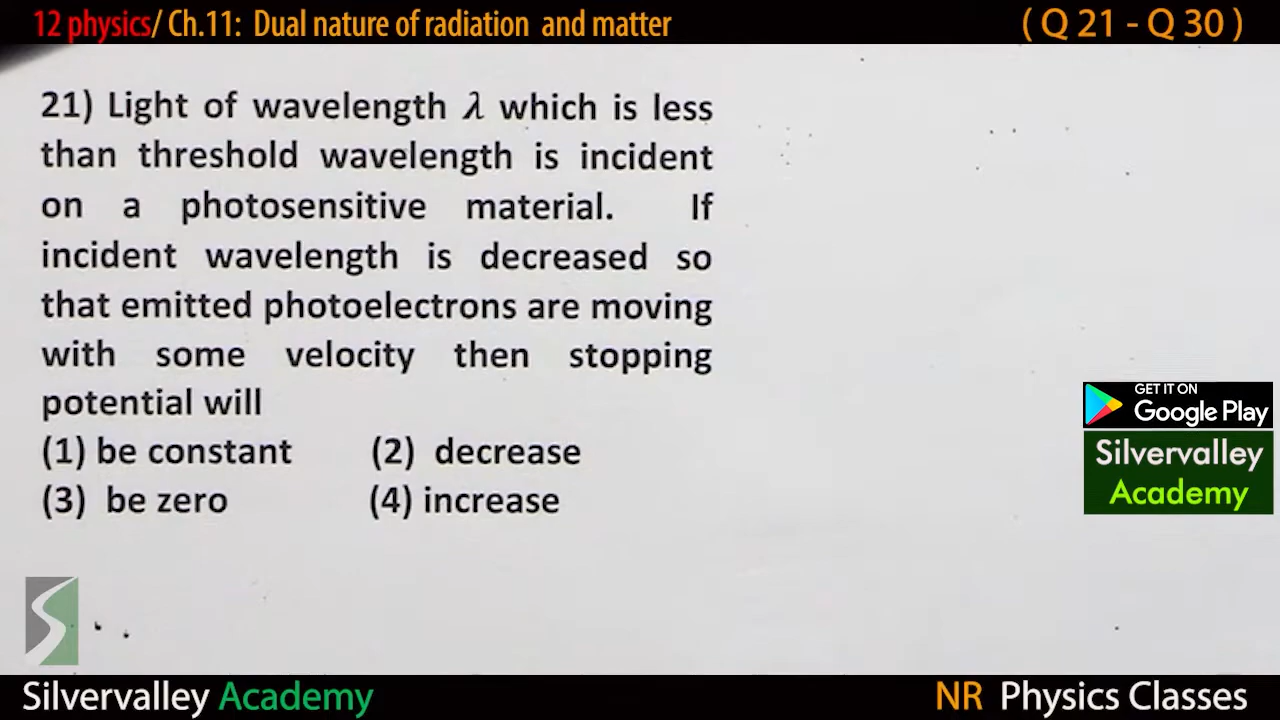 12 physics/ Ch.11: Dual nature of radiation and matter
( Q 21 - Q 30 )
21) Light of wavelength λ which is less
than threshold wavelength is incident
on a photosensitive material. If
incident wavelength is decreased so
that emitted photoelectrons are moving
with some velocity then stopping
potential will
(1) be constant (2) decrease
(3) be zero (4) increase
GET IT ON
Google Play
Silvervalley
Academy
Silvervalley Academy
NR Physics Classes